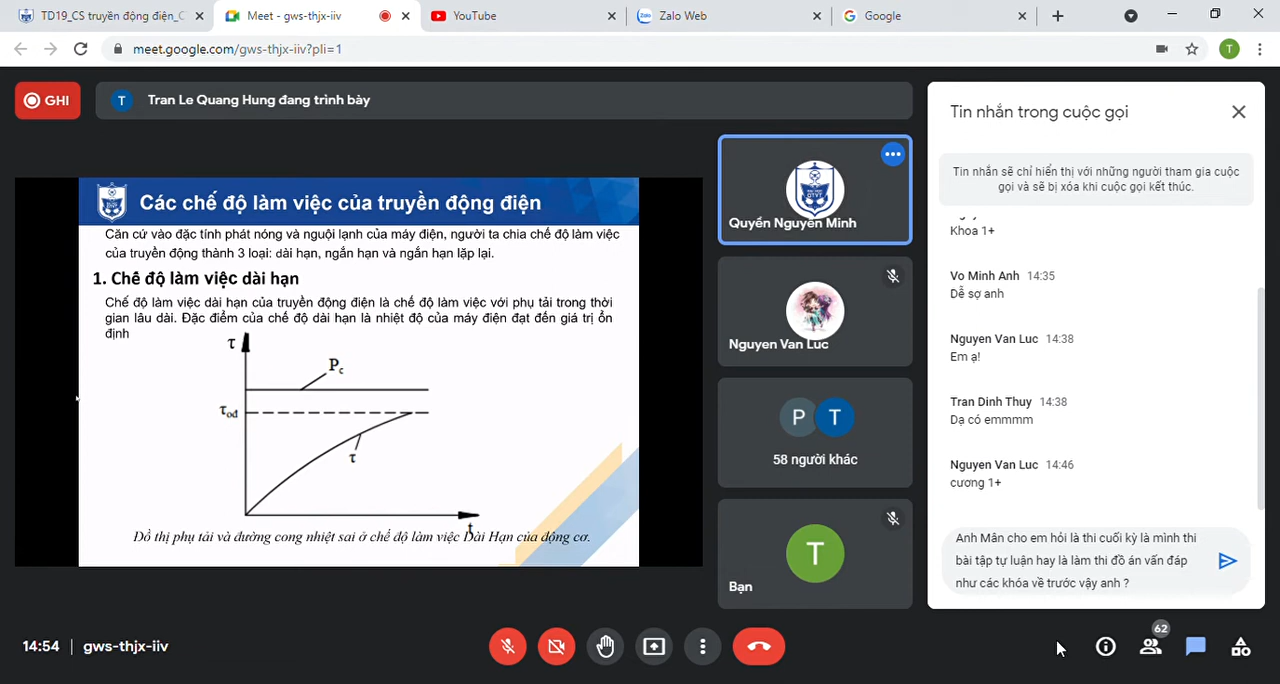 TD19_CS truyền động điện_C
Meet - gws-thjx-iiv
YouTube
Zalo Web
Google
meet.google.com/gws-thjx-iiv?pli=1
T
GHI
T
Tran Le Quang Hung đang trình bày
Các chế độ làm việc của truyền động điện
Căn cứ vào đặc tính phát nóng và nguội lạnh của máy điện, người ta chia chế độ làm việc
của truyền động thành 3 loại: dài hạn, ngắn hạn và ngắn hạn lặp lại.
1. Chế độ làm việc dài hạn
Chế độ làm việc dài hạn của truyền động điện là chế độ làm việc với phụ tải trong thời
gian lâu dài. Đặc điểm của chế độ dài hạn là nhiệt độ của máy điện đạt đến giá trị ổn
định
τ
Pc
τod
τ
t
Đồ thị phụ tải và đường cong nhiệt sai ở chế độ làm việc Dài Hạn của động cơ.
Quyền Nguyễn Minh
Nguyen Van Luc
P
T
58 người khác
T
Bạn
Tin nhắn trong cuộc gọi
Tin nhắn sẽ chỉ hiển thị với những người tham gia cuộc
gọi và sẽ bị xóa khi cuộc gọi kết thúc.
Khoa 1+
Vo Minh Anh 14:35
Dễ sợ anh
Nguyen Van Luc 14:38
Em ạ!
Tran Dinh Thuy 14:38
Dạ có emmmm
Nguyen Van Luc 14:46
cương 1+
Anh Mân cho em hỏi là thi cuối kỳ là mình thi
bài tập tự luận hay là làm thi đồ án vấn đáp
như các khóa về trước vậy anh ?
14:54 | gws-thjx-iiv
62